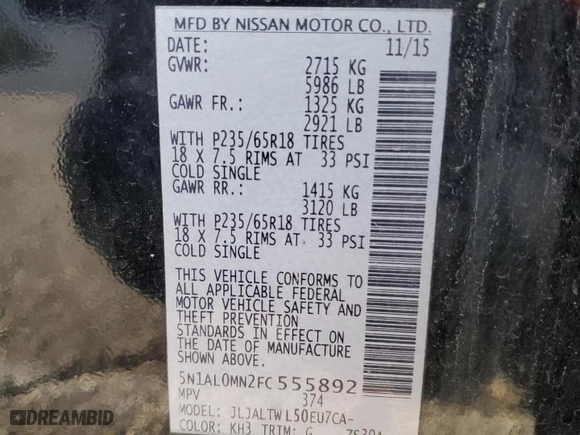 MFD BY NISSAN MOTOR CO., LTD.
DATE: 11/15
GVWR: 2715 KG
5986 LB
GAWR FR.: 1325 KG
2921 LB
WITH P235/65R18 TIRES
18 X 7.5 RIMS AT 33 PSI
COLD SINGLE
GAWR RR.: 1415 KG
3120 LB
WITH P235/65R18 TIRES
18 X 7.5 RIMS AT 33 PSI
COLD SINGLE
THIS VEHICLE CONFORMS TO
ALL APPLICABLE FEDERAL
MOTOR VEHICLE SAFETY AND
THEFT PREVENTION
STANDARDS IN EFFECT ON
THE DATE OF MANUFACTURE
SHOWN ABOVE.
5N1AL0MN2FC555892
MPV 374
MODEL: JLJALTWL50EU7CA-
COLOR: KH3 TRIM: G
AUTOHELPERBOT.COM